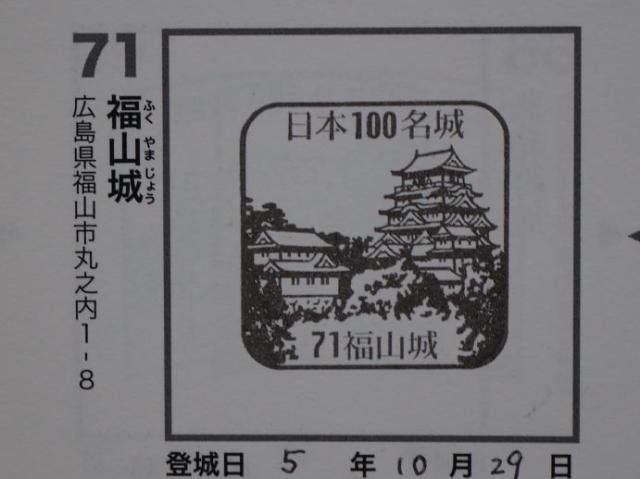 71
福山城
ふくやまじょう
広島県福山市丸之内1-8
日本100名城
71福山城
登城日 5 年 10 月 29 日